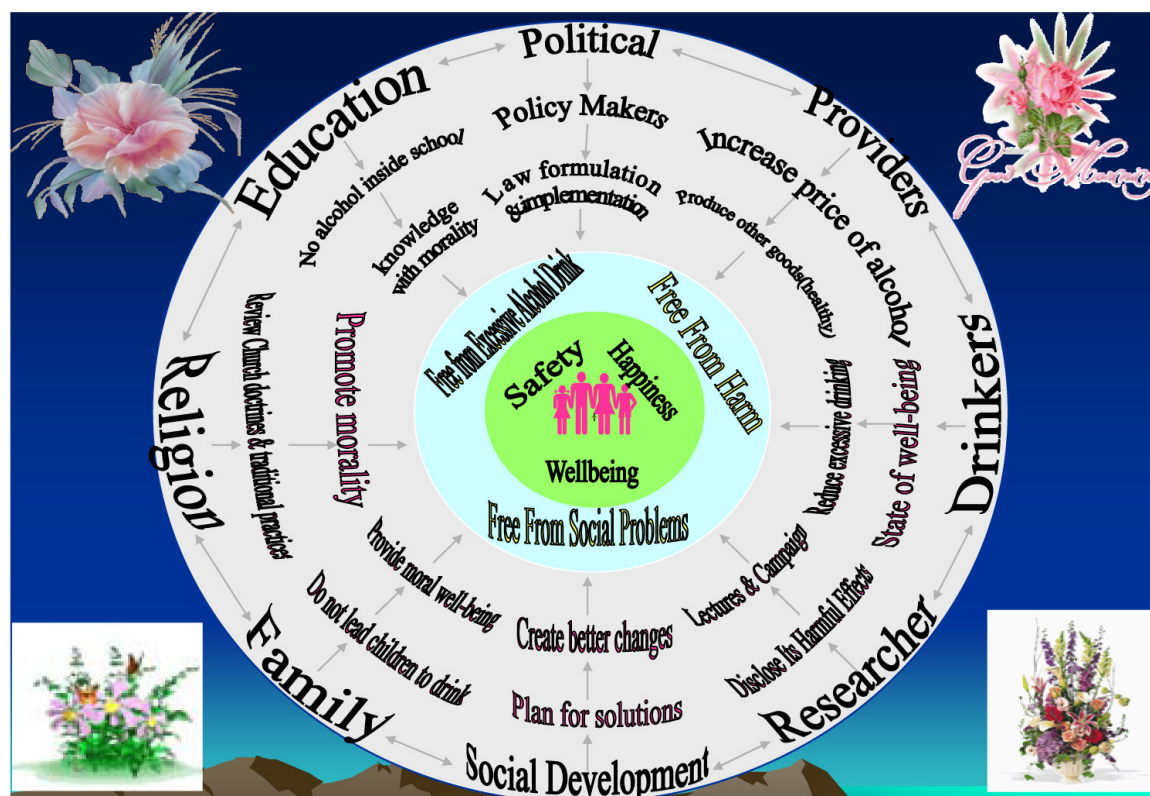 Political
Policy Makers
Law formulation
&implementation
Providers
Increase price of alcohol
Produce other goods(healthy)
Drinkers
State of well-being
Reduce excessive drinking
Researcher
Disclose Its Harmful Effects
Lectures & Campaign
Social Development
Plan for solutions
Create better changes
Family
Do not lead children to drink
Provide moral well-being
Religion
Review Church doctrines & traditional practices
Promote morality
Education
No alcohol inside school
knowledge
with morality
Free from Excessive Alcohol Drink
Free From Harm
Free From Social Problems
Safety
Happiness
Wellbeing
Good Morning